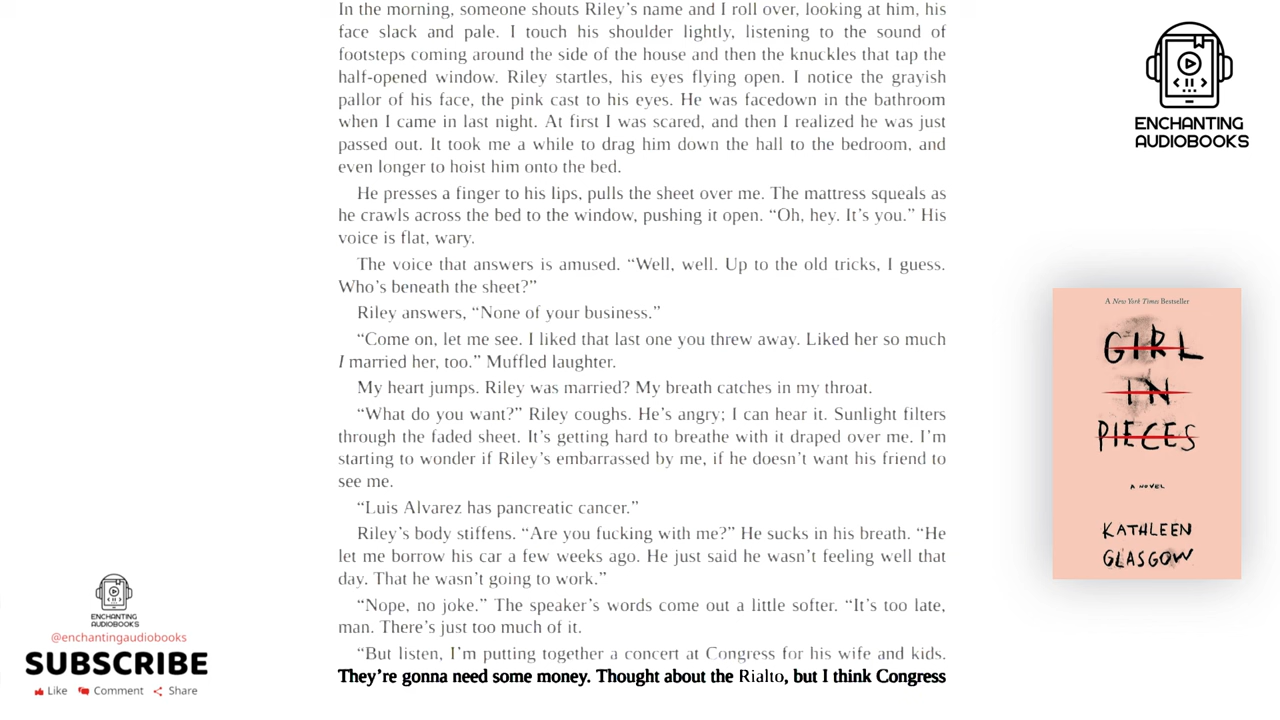 In the morning, someone shouts Riley’s name and I roll over, looking at him, his
face slack and pale. I touch his shoulder lightly, listening to the sound of
footsteps coming around the side of the house and then the knuckles that tap the
half-opened window. Riley startles, his eyes flying open. I notice the grayish
pallor of his face, the pink cast to his eyes. He was facedown in the bathroom
when I came in last night. At first I was scared, and then I realized he was just
passed out. It took me a while to drag him down the hall to the bedroom, and
even longer to hoist him onto the bed.
He presses a finger to his lips, pulls the sheet over me. The mattress squeals as
he crawls across the bed to the window, pushing it open. “Oh, hey. It’s you.” His
voice is flat, wary.
The voice that answers is amused. “Well, well. Up to the old tricks, I guess.
Who’s beneath the sheet?”
Riley answers, “None of your business.”
“Come on, let me see. I liked that last one you threw away. Liked her so much
I married her, too.” Muffled laughter.
My heart jumps. Riley was married? My breath catches in my throat.
“What do you want?” Riley coughs. He’s angry; I can hear it. Sunlight filters
through the faded sheet. It’s getting hard to breathe with it draped over me. I’m
starting to wonder if Riley’s embarrassed by me, if he doesn’t want his friend to
see me.
“Luis Alvarez has pancreatic cancer.”
Riley’s body stiffens. “Are you fucking with me?” He sucks in his breath. “He
let me borrow his car a few weeks ago. He just said he wasn’t feeling well that
day. That he wasn’t going to work.”
“Nope, no joke.” The speaker’s words come out a little softer. “It’s too late,
man. There’s just too much of it.
“But listen, I’m putting together a concert at Congress for his wife and kids.
They’re gonna need some money. Thought about the Rialto, but I think Congress
ENCHANTING
AUDIOBOOKS
A New York Times Bestseller
GIRL
IN
PIECES
A NOVEL
KATHLEEN
GLASGOW
ENCHANTING
AUDIOBOOKS
@enchantingaudiobooks
SUBSCRIBE
Like Comment Share